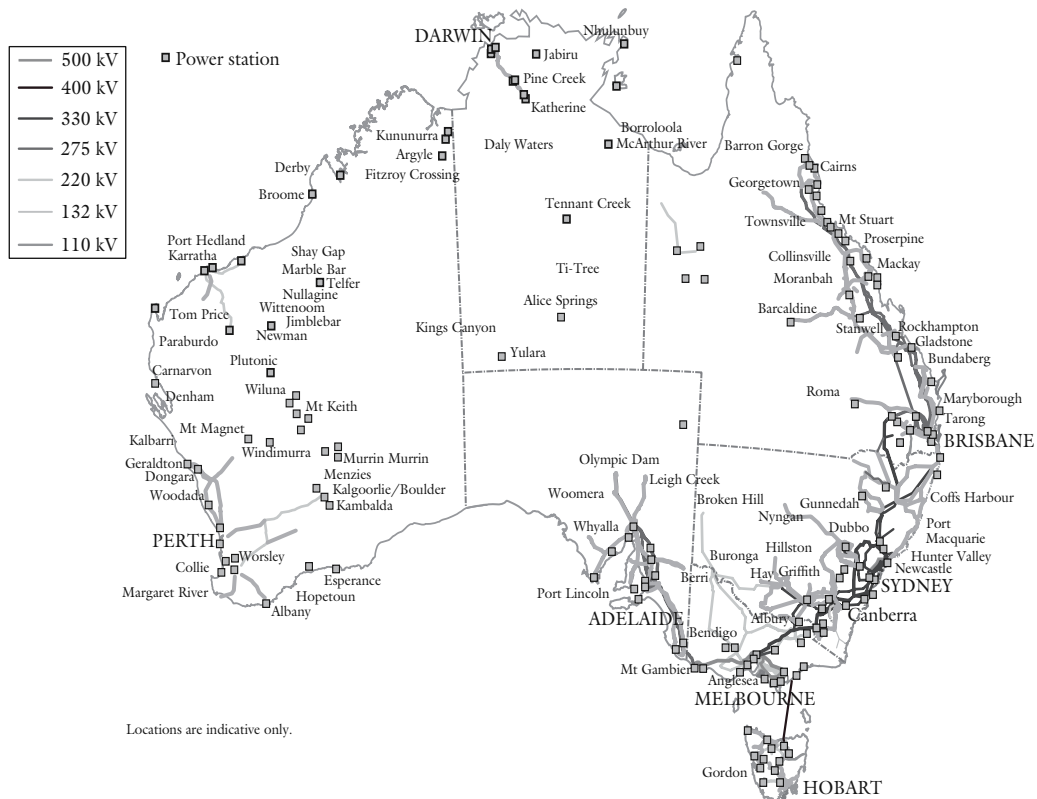 500 kV
400 kV
330 kV
275 kV
220 kV
132 kV
110 kV
Power station
DARWIN
Nhulunbuy
Jabiru
Pine Creek
Katherine
Kununurra
Argyle
Fitzroy Crossing
Daly Waters
Borroloola
McArthur River
Derby
Broome
Tennant Creek
Barron Gorge
Cairns
Georgetown
Townsville
Mt Stuart
Proserpine
Collinsville
Mackay
Moranbah
Barcaldine
Stanwell
Rockhampton
Gladstone
Bundaberg
Port Hedland
Karratha
Shay Gap
Marble Bar
Telfer
Nullagine
Wittenoom
Jimblebar
Newman
Tom Price
Paraburdo
Ti-Tree
Alice Springs
Kings Canyon
Yulara
Plutonic
Carnarvon
Denham
Wiluna
Mt Keith
Mt Magnet
Windimurra
Kalbarri
Geraldton
Dongara
Woodada
Murrin Murrin
Menzies
Kalgoorlie/Boulder
Kambalda
Roma
Maryborough
Tarong
BRISBANE
Olympic Dam
Leigh Creek
Woomera
Broken Hill
Whyalla
Gunnedah
Nyngan
Coffs Harbour
Dubbo
Port
Macquarie
Hunter Valley
Newcastle
SYDNEY
Hillston
Buronga
Hay
Griffith
Berri
Canberra
Albury
PERTH
Worsley
Collie
Margaret River
Esperance
Hopetoun
Albany
Port Lincoln
ADELAIDE
Bendigo
Mt Gambier
Anglesea
MELBOURNE
Locations are indicative only.
Gordon
HOBART